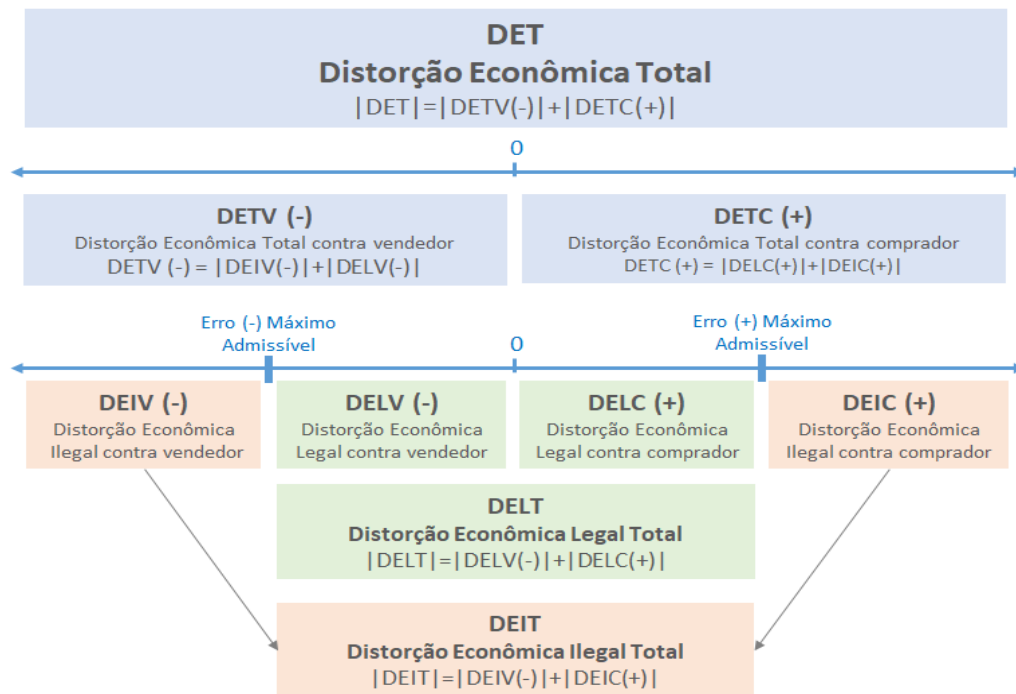 DET
Distorção Econômica Total
|DET|=|DETV(-)|+|DETC(+)|
0
DETV (-)
Distorção Econômica Total contra vendedor
DETV (-) = |DEIV(-)|+|DELV(-)|
DETC (+)
Distorção Econômica Total contra comprador
DETC (+) = |DELC(+)|+|DEIC(+)|
Erro (-) Máximo
Admissível
0
Erro (+) Máximo
Admissível
DEIV (-)
Distorção Econômica
Ilegal contra vendedor
DELV (-)
Distorção Econômica
Legal contra vendedor
DELC (+)
Distorção Econômica
Legal contra comprador
DEIC (+)
Distorção Econômica
Ilegal contra comprador
DELT
Distorção Econômica Legal Total
|DELT|=|DELV(-)|+|DELC(+)|
DEIT
Distorção Econômica Ilegal Total
|DEIT|=|DEIV(-)|+|DEIC(+)|